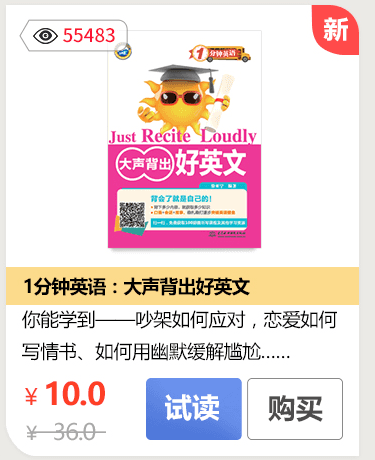 55483
新
1分钟英语
Just Recite Loudly
大声背出好英文
背会了就是自己的！
1分钟英语：大声背出好英文
你能学到——吵架如何应对，恋爱如何
写情书、如何用幽默缓解尴尬......
¥ 10.0
试读
购买
¥ 36.0